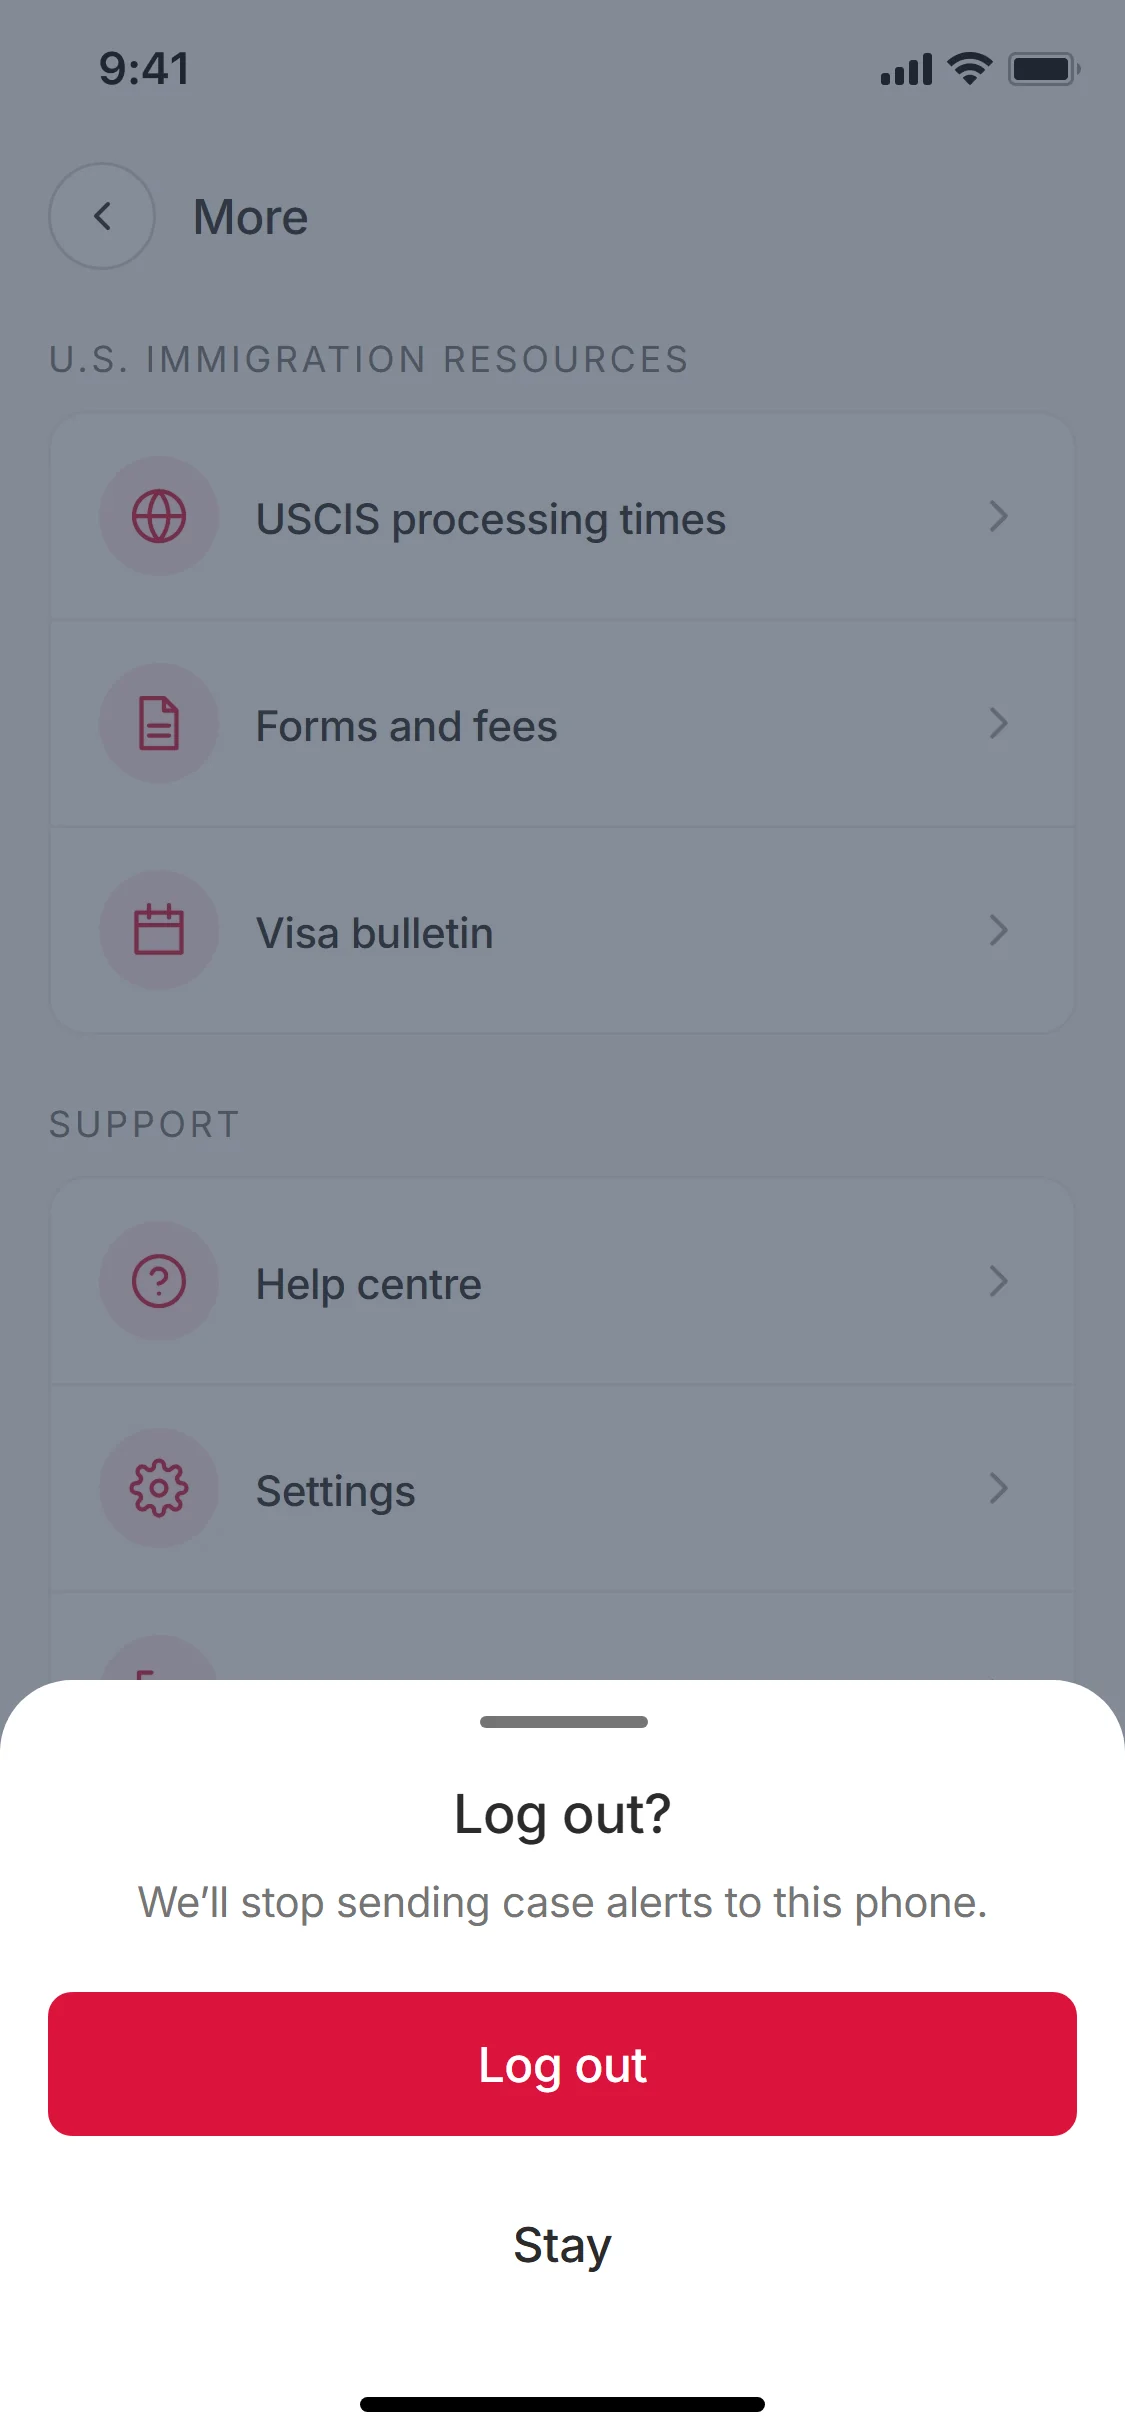 9:41
More
U.S. IMMIGRATION RESOURCES
USCIS processing times
Forms and fees
Visa bulletin
SUPPORT
Help centre
Settings
Log out?
We’ll stop sending case alerts to this phone.
Log out
Stay